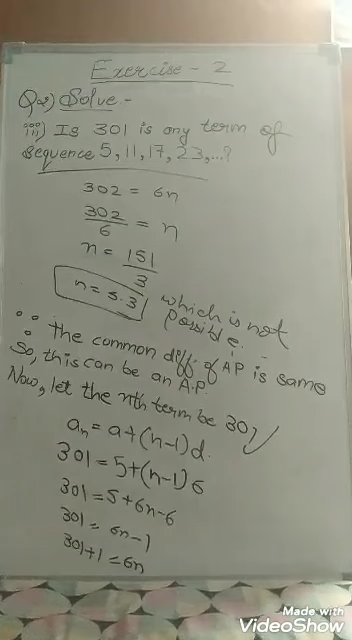 Exercise - 2
Q2) Solve -
iii) Is 301 is any term of
sequence 5, 11, 17, 23, ...?
302 = 6n
302/6 = n
n = 151/3
n = 5.3 which is not
possible.
∵ the common diff. of AP is same
So, this can be an A.P.
Now, let the nth term be 301
an = a + (n-1)d.
301 = 5 + (n-1) 6
301 = 5 + 6n - 6
301 = 6n - 1
301 + 1 = 6n
Made with
VideoShow